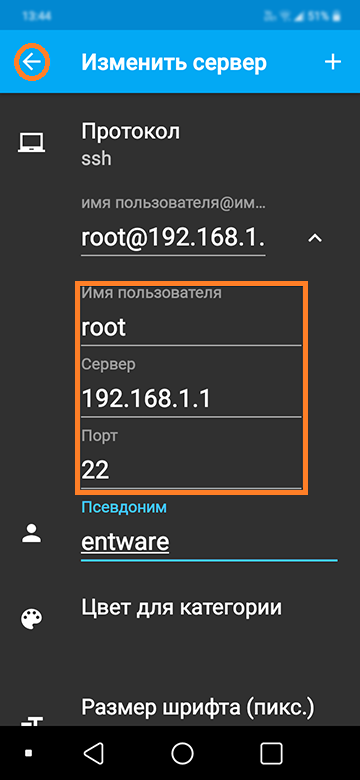 13:44
51%
Изменить сервер
Протокол
ssh
имя пользователя@им...
root@192.168.1.
Имя пользователя
root
Сервер
192.168.1.1
Порт
22
Псевдоним
entware
Цвет для категории
Размер шрифта (пикс.)